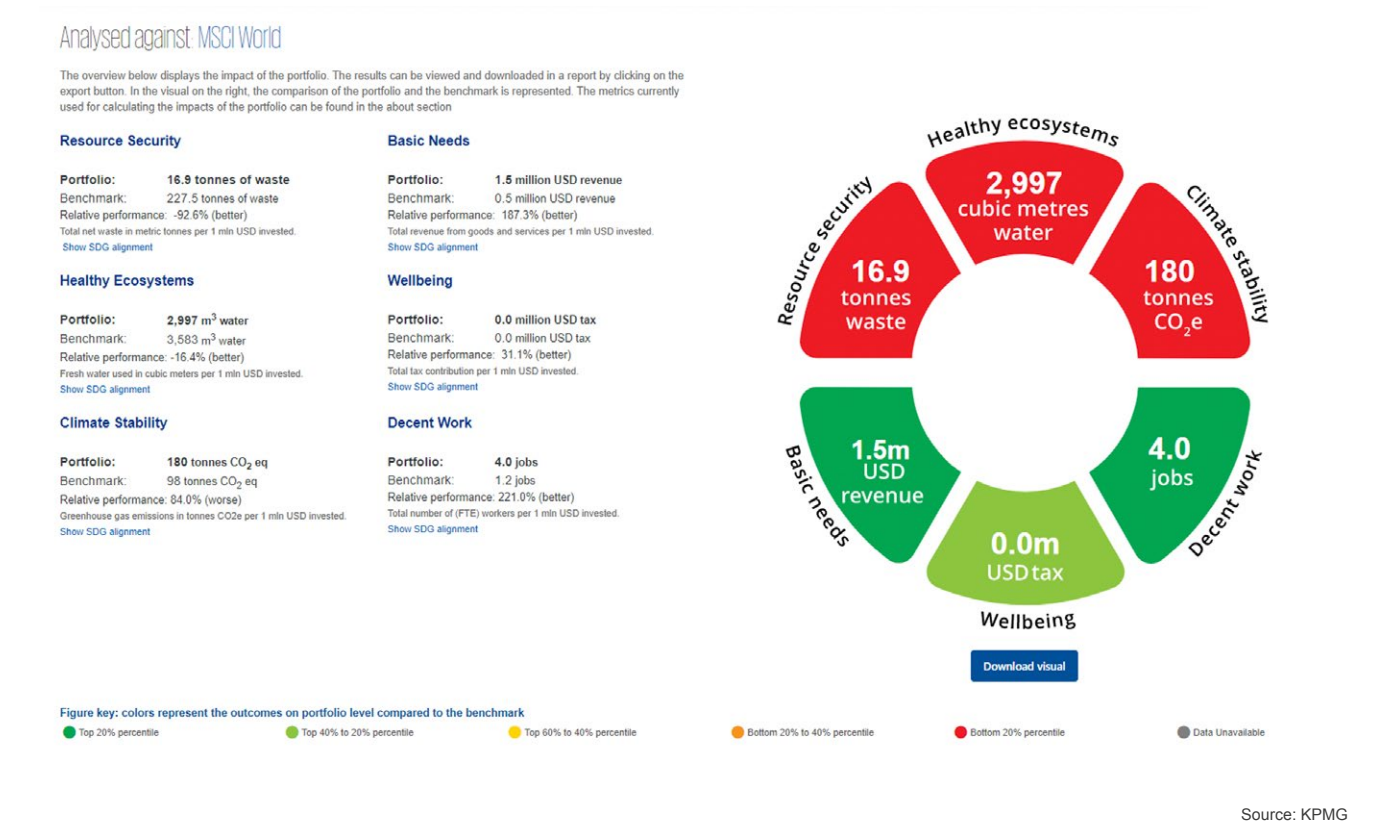 Analysed against: MSCI World
The overview below displays the impact of the portfolio. The results can be viewed and downloaded in a report by clicking on the
export button. In the visual on the right, the comparison of the portfolio and the benchmark is represented. The metrics currently
used for calculating the impacts of the portfolio can be found in the about section
Resource Security
Portfolio: 16.9 tonnes of waste
Benchmark: 227.5 tonnes of waste
Relative performance: -92.6% (better)
Total net waste in metric tonnes per 1 mln USD invested.
Show SDG alignment
Basic Needs
Portfolio: 1.5 million USD revenue
Benchmark: 0.5 million USD revenue
Relative performance: 187.3% (better)
Total revenue from goods and services per 1 mln USD invested.
Show SDG alignment
Healthy Ecosystems
Portfolio: 2,997 m³ water
Benchmark: 3,583 m³ water
Relative performance: -16.4% (better)
Fresh water used in cubic meters per 1 mln USD invested.
Show SDG alignment
Wellbeing
Portfolio: 0.0 million USD tax
Benchmark: 0.0 million USD tax
Relative performance: 31.1% (better)
Total tax contribution per 1 mln USD invested.
Show SDG alignment
Climate Stability
Portfolio: 180 tonnes CO₂ eq
Benchmark: 98 tonnes CO₂ eq
Relative performance: 84.0% (worse)
Greenhouse gas emissions in tonnes CO2e per 1 mln USD invested.
Show SDG alignment
Decent Work
Portfolio: 4.0 jobs
Benchmark: 1.2 jobs
Relative performance: 221.0% (better)
Total number of (FTE) workers per 1 mln USD invested.
Show SDG alignment
Healthy ecosystems
2,997
cubic metres
water
Resource security
16.9
tonnes
waste
Climate stability
180
tonnes
CO₂e
Basic needs
1.5m
USD
revenue
Decent work
4.0
jobs
0.0m
USD tax
Wellbeing
Download visual
Figure key: colors represent the outcomes on portfolio level compared to the benchmark
Top 20% percentile
Top 40% to 20% percentile
Top 60% to 40% percentile
Bottom 20% to 40% percentile
Bottom 20% percentile
Data Unavailable
Source: KPMG